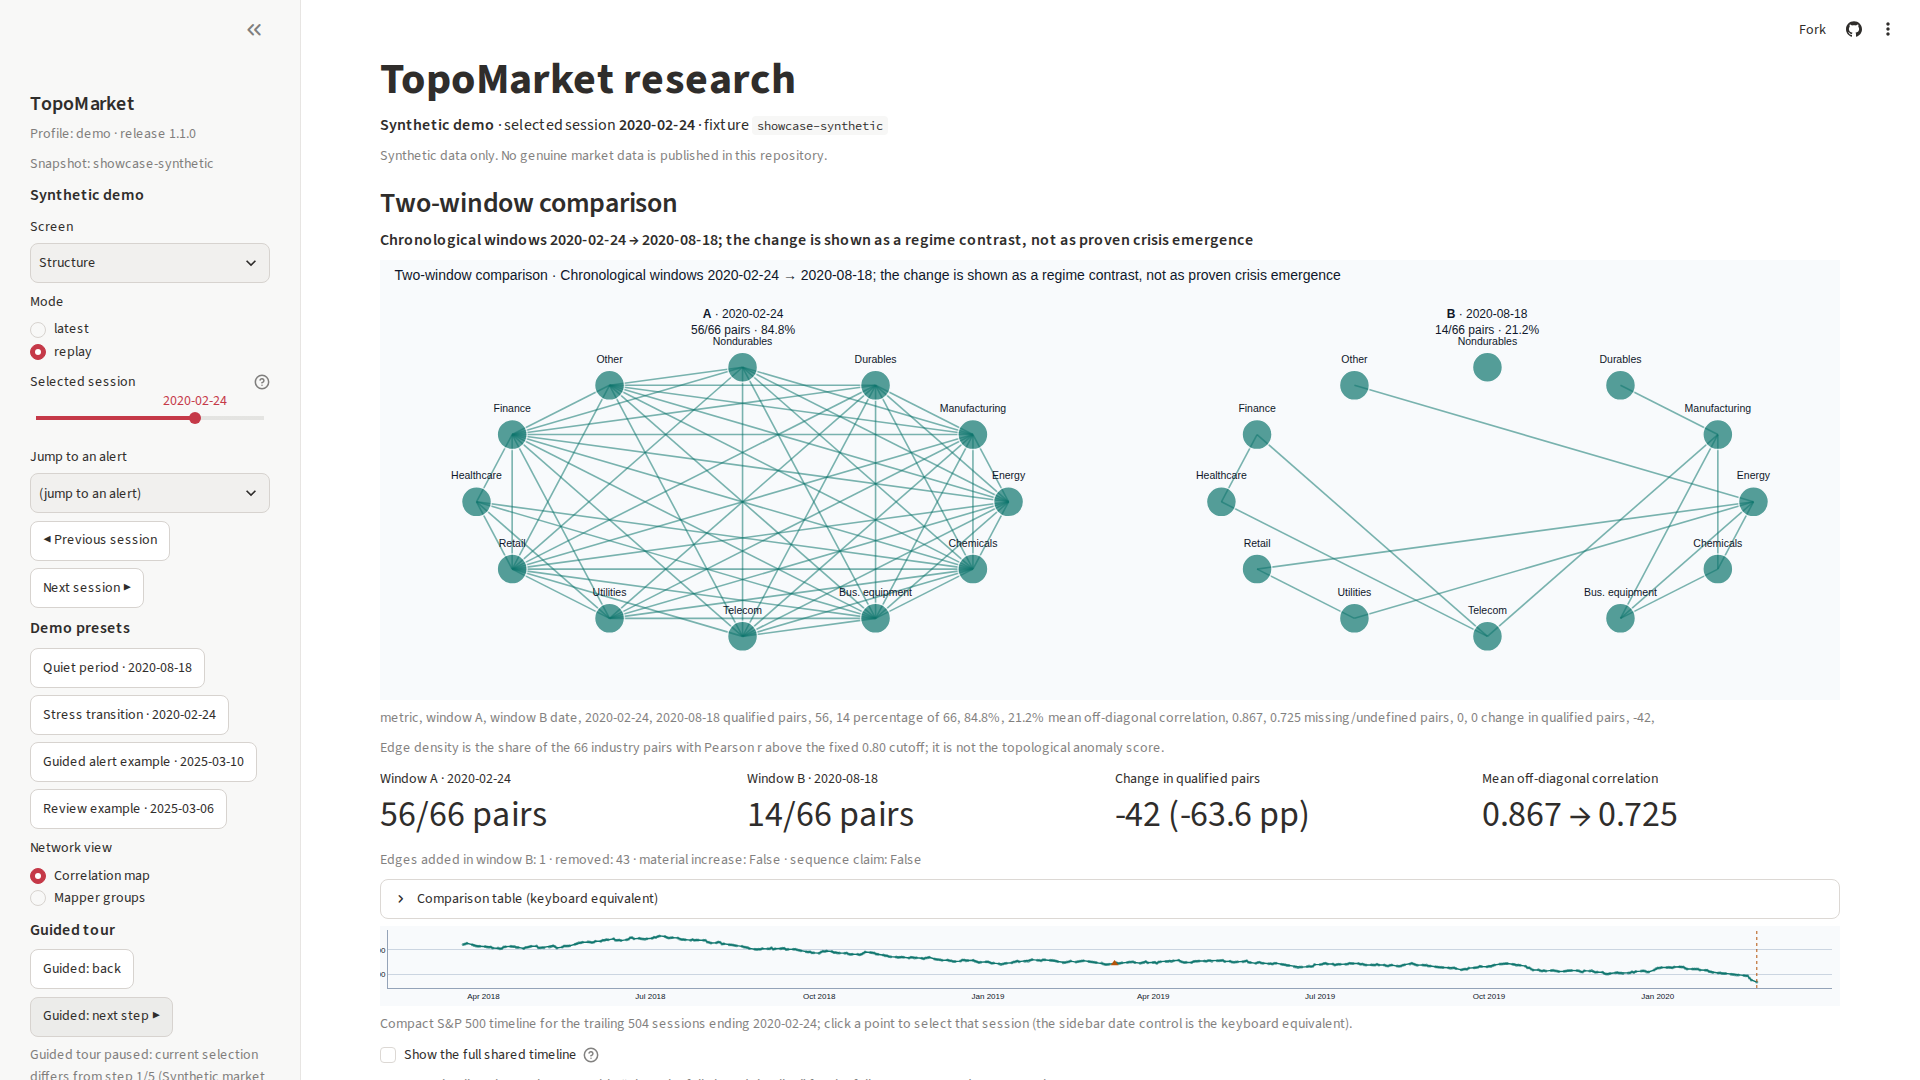 Fork
TopoMarket
Profile: demo · release 1.1.0
Snapshot: showcase-synthetic
Synthetic demo
Screen
Structure
Mode
latest
replay
Selected session
2020-02-24
Jump to an alert
(jump to an alert)
◂ Previous session
Next session ▸
Demo presets
Quiet period · 2020-08-18
Stress transition · 2020-02-24
Guided alert example · 2025-03-10
Review example · 2025-03-06
Network view
Correlation map
Mapper groups
Guided tour
Guided: back
Guided: next step ▸
Guided tour paused: current selection
differs from step 1/5 (Synthetic market
TopoMarket research
Synthetic demo · selected session 2020-02-24 · fixture showcase-synthetic
Synthetic data only. No genuine market data is published in this repository.
Two-window comparison
Chronological windows 2020-02-24 → 2020-08-18; the change is shown as a regime contrast, not as proven crisis emergence
Two-window comparison · Chronological windows 2020-02-24 → 2020-08-18; the change is shown as a regime contrast, not as proven crisis emergence
A · 2020-02-24
56/66 pairs · 84.8%
Nondurables
Other
Durables
Finance
Manufacturing
Healthcare
Energy
Retail
Chemicals
Utilities
Bus. equipment
Telecom
B · 2020-08-18
14/66 pairs · 21.2%
Nondurables
Other
Durables
Finance
Manufacturing
Healthcare
Energy
Retail
Chemicals
Utilities
Bus. equipment
Telecom
metric, window A, window B date, 2020-02-24, 2020-08-18 qualified pairs, 56, 14 percentage of 66, 84.8%, 21.2% mean off-diagonal correlation, 0.867, 0.725 missing/undefined pairs, 0, 0 change in qualified pairs, -42,
Edge density is the share of the 66 industry pairs with Pearson r above the fixed 0.80 cutoff; it is not the topological anomaly score.
Window A · 2020-02-24
56/66 pairs
Window B · 2020-08-18
14/66 pairs
Change in qualified pairs
-42 (-63.6 pp)
Mean off-diagonal correlation
0.867 → 0.725
Edges added in window B: 1 · removed: 43 · material increase: False · sequence claim: False
Comparison table (keyboard equivalent)
Apr 2018 Jul 2018 Oct 2018 Jan 2019 Apr 2019 Jul 2019 Oct 2019 Jan 2020
Compact S&P 500 timeline for the trailing 504 sessions ending 2020-02-24; click a point to select that session (the sidebar date control is the keyboard equivalent).
Show the full shared timeline